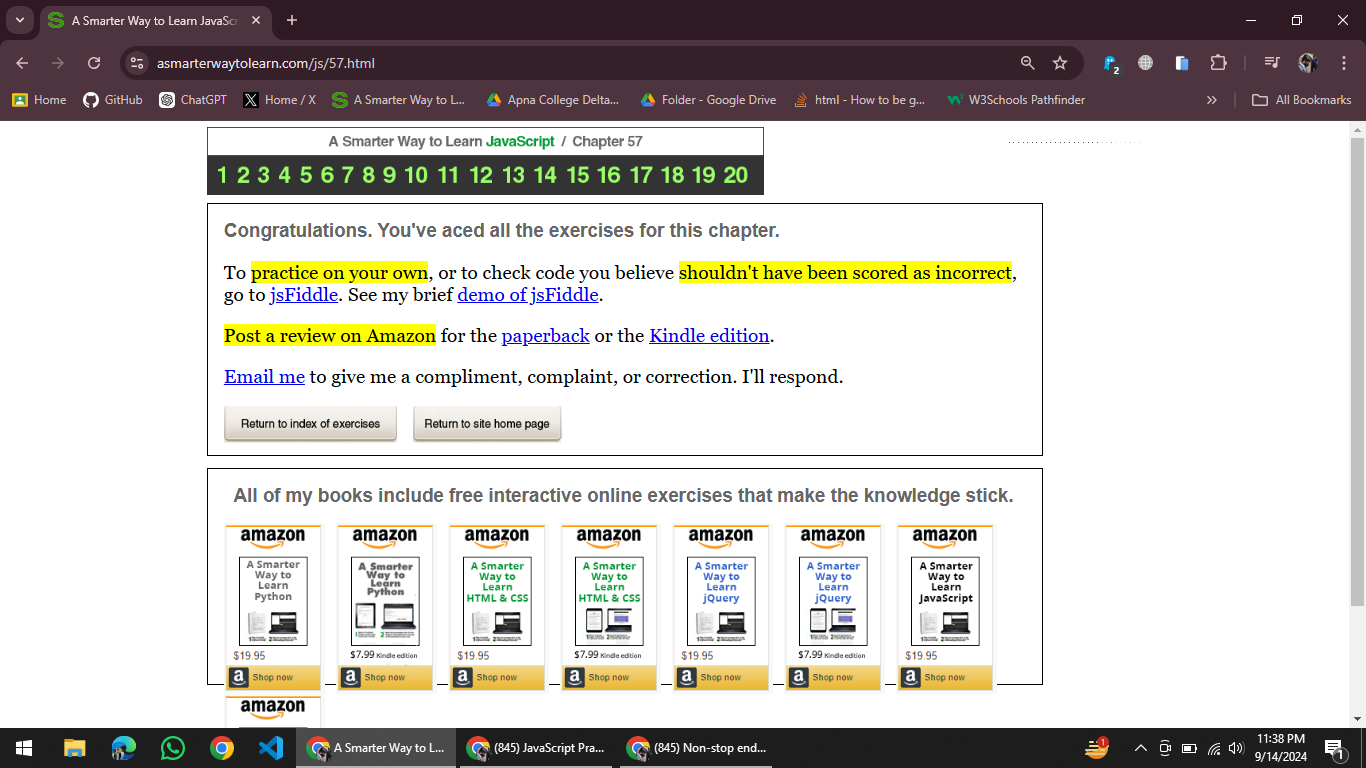 A Smarter Way to Learn JavaScr
asmarterwaytolearn.com/js/57.html
2
Home
GitHub
ChatGPT
Home / X
A Smarter Way to L...
Apna College Delta...
Folder - Google Drive
html - How to be g...
W3Schools Pathfinder
»
All Bookmarks
A Smarter Way to Learn JavaScript / Chapter 57
1 2 3 4 5 6 7 8 9 10 11 12 13 14 15 16 17 18 19 20
Congratulations. You've aced all the exercises for this chapter.
To practice on your own, or to check code you believe shouldn't have been scored as incorrect,
go to jsFiddle. See my brief demo of jsFiddle.
Post a review on Amazon for the paperback or the Kindle edition.
Email me to give me a compliment, complaint, or correction. I'll respond.
Return to index of exercises
Return to site home page
All of my books include free interactive online exercises that make the knowledge stick.
amazon
A Smarter
Way to
Learn
Python
$19.95
Shop now
amazon
A Smarter
Way to
Learn
Python
$7.99 Kindle edition
Shop now
amazon
A Smarter
Way to
Learn
HTML & CSS
$19.95
Shop now
amazon
A Smarter
Way to
Learn
HTML & CSS
$7.99 Kindle edition
Shop now
amazon
A Smarter
Way to
Learn
jQuery
$19.95
Shop now
amazon
A Smarter
Way to
Learn
jQuery
$7.99 Kindle edition
Shop now
amazon
A Smarter
Way to
Learn
JavaScript
$19.95
Shop now
amazon
A Smarter Way to L...
(845) JavaScript Pra...
(845) Non-stop end...
1
11:38 PM
9/14/2024
1